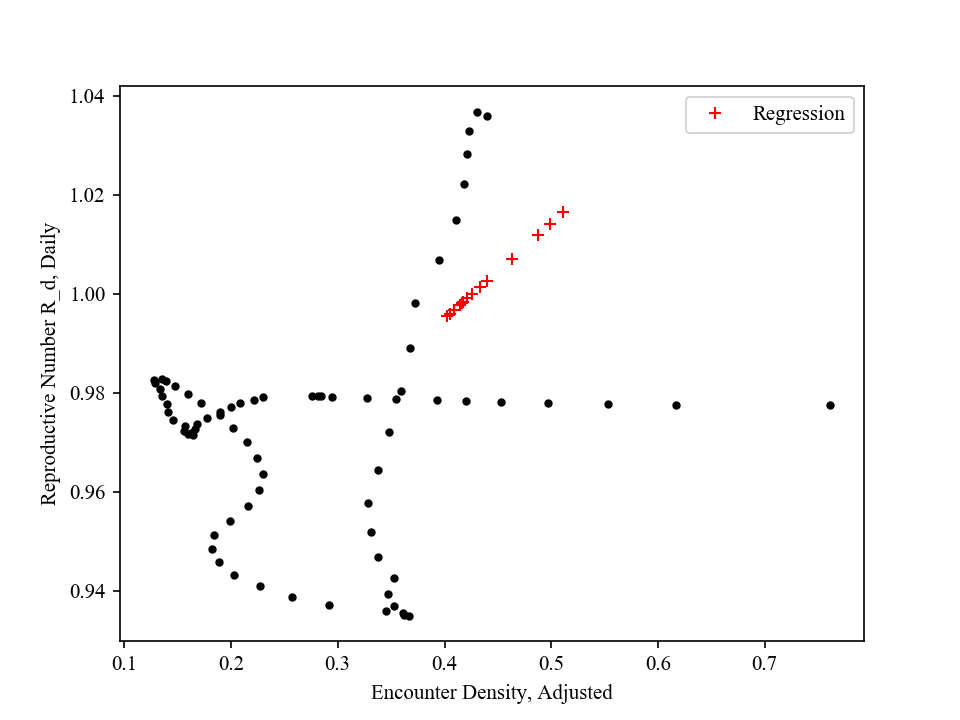 1.04
1.02
1.00
0.98
0.96
0.94
Reproductive Number R_d, Daily
Regression
0.1 0.2 0.3 0.4 0.5 0.6 0.7
Encounter Density, Adjusted